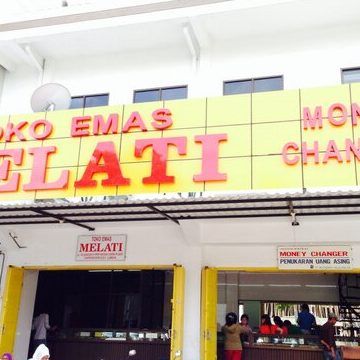 OKO EMAS
ELATI
MON
CHAN
TOKO EMAS
MELATI
MONEY CHANGER
PENUKARAN UANG ASING